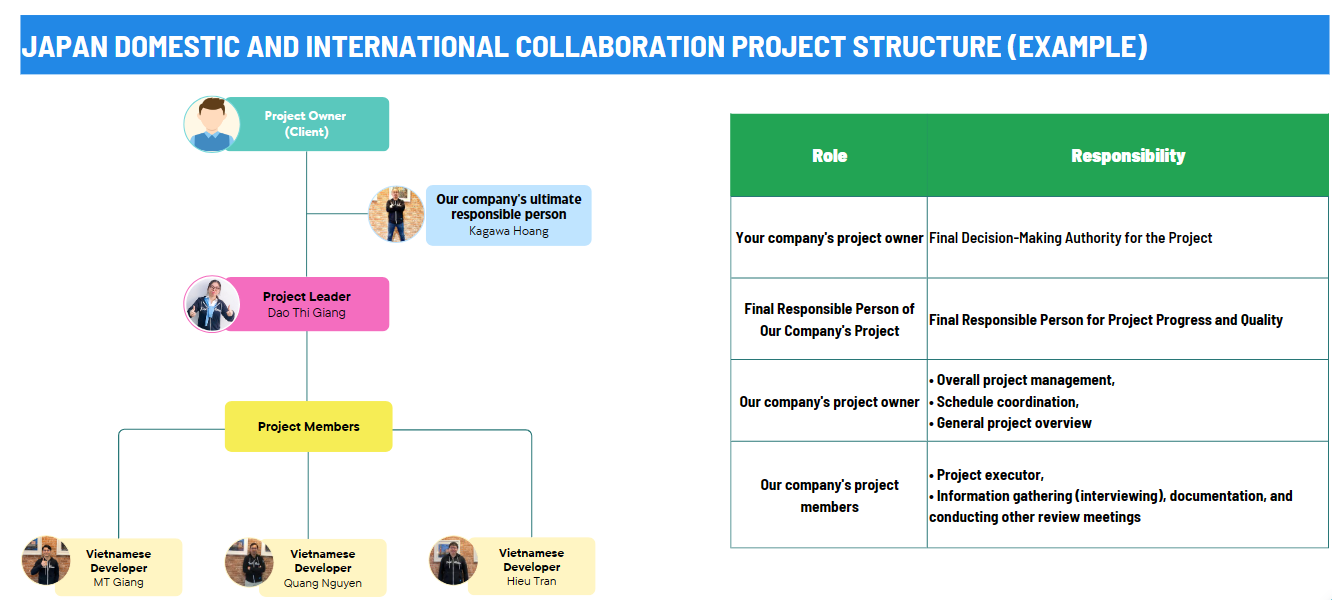 JAPAN DOMESTIC AND INTERNATIONAL COLLABORATION PROJECT STRUCTURE (EXAMPLE)
Project Owner
(Client)
Our company's ultimate
responsible person
Kagawa Hoang
Project Leader
Dao Thi Giang
Project Members
Vietnamese
Developer
MT Giang
Vietnamese
Developer
Quang Nguyen
Vietnamese
Developer
Hieu Tran
Role
Responsibility
Your company's project owner
Final Decision-Making Authority for the Project
Final Responsible Person of
Our Company's Project
Final Responsible Person for Project Progress and Quality
Our company's project owner
• Overall project management,
• Schedule coordination,
• General project overview
Our company's project
members
• Project executor,
• Information gathering (interviewing), documentation, and
conducting other review meetings